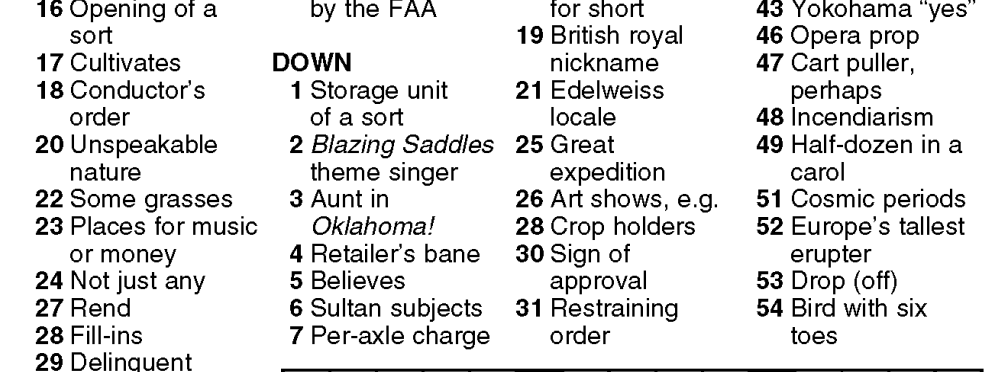 16 Opening of a
sort
17 Cultivates
18 Conductor's
order
20 Unspeakable
nature
22 Some grasses
23 Places for music
or money
24 Not just any
27 Rend
28 Fill-ins
29 Delinquent
by the FAA
DOWN
1 Storage unit
of a sort
2 Blazing Saddles
theme singer
3 Aunt in
Oklahoma!
4 Retailer's bane
5 Believes
6 Sultan subjects
7 Per-axle charge
for short
19 British royal
nickname
21 Edelweiss
locale
25 Great
expedition
26 Art shows, e.g.
28 Crop holders
30 Sign of
approval
31 Restraining
order
43 Yokohama “yes”
46 Opera prop
47 Cart puller,
perhaps
48 Incendiarism
49 Half-dozen in a
carol
51 Cosmic periods
52 Europe's tallest
erupter
53 Drop (off)
54 Bird with six
toes